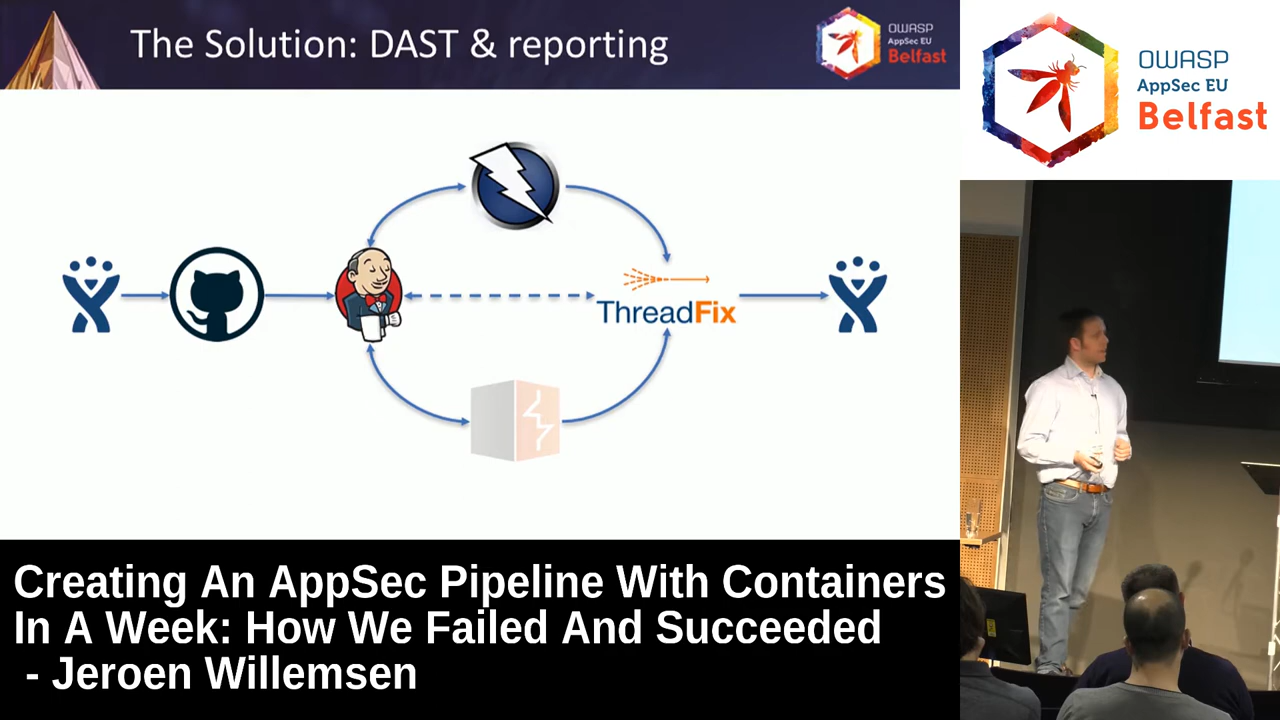 The Solution: DAST & reporting
OWASP
AppSec EU
Belfast
OWASP
AppSec EU
Belfast
ThreadFix
Creating An AppSec Pipeline With Containers
In A Week: How We Failed And Succeeded
- Jeroen Willemsen